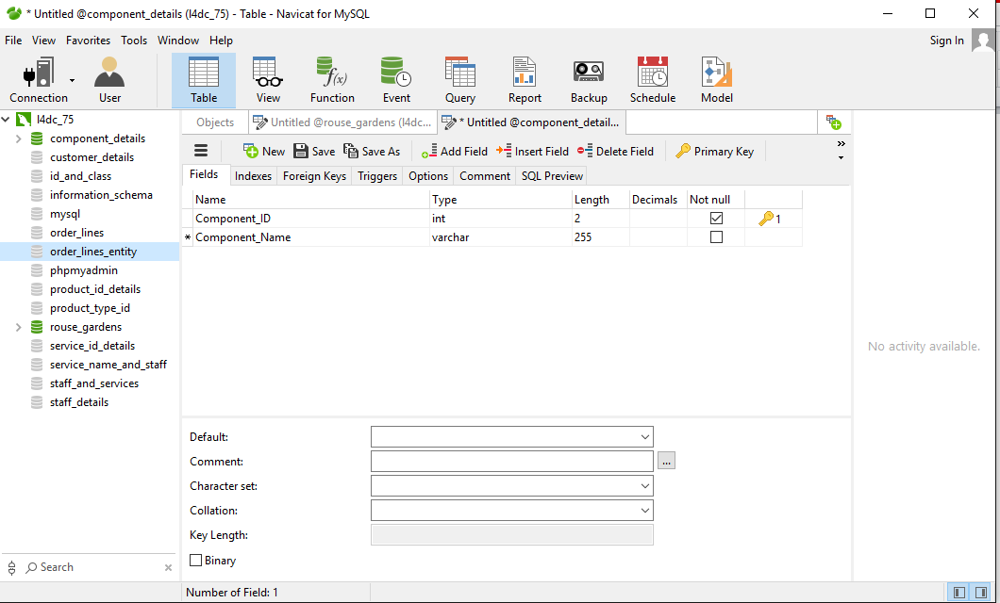 * Untitled @component_details (l4dc_75) - Table - Navicat for MySQL
File View Favorites Tools Window Help
Sign In
Connection User Table View Function Event Query Report Backup Schedule Model
l4dc_75
component_details
customer_details
id_and_class
information_schema
mysql
order_lines
order_lines_entity
phpmyadmin
product_id_details
product_type_id
rouse_gardens
service_id_details
service_name_and_staff
staff_and_services
staff_details
Search
Objects Untitled @rouse_gardens (l4dc... * Untitled @component_detail...
New Save Save As Add Field Insert Field Delete Field Primary Key
Fields Indexes Foreign Keys Triggers Options Comment SQL Preview
Name Type Length Decimals Not null
Component_ID int 2 1
* Component_Name varchar 255
Default:
Comment:
...
Character set:
Collation:
Key Length:
Binary
No activity available.
Number of Field: 1